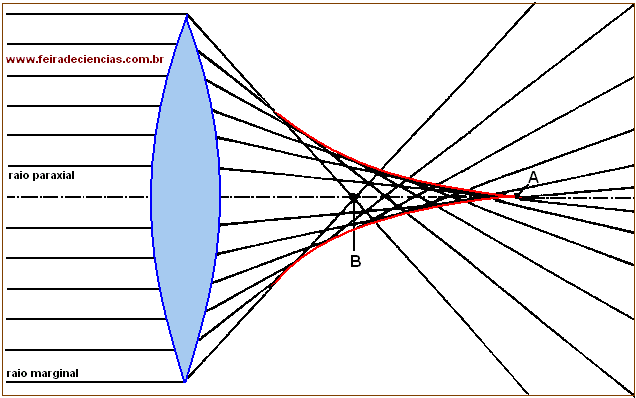 www.feiradeciencias.com.br
raio paraxial
A
B
raio marginal